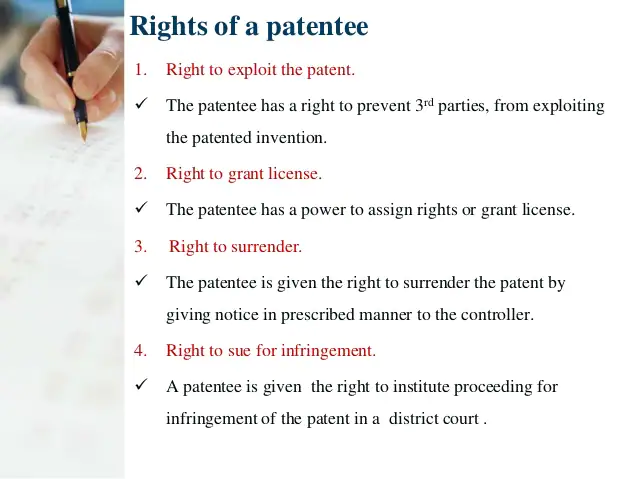 Rights of a patentee
1. Right to exploit the patent.
✓ The patentee has a right to prevent 3rd parties, from exploiting
the patented invention.
2. Right to grant license.
✓ The patentee has a power to assign rights or grant license.
3. Right to surrender.
✓ The patentee is given the right to surrender the patent by
giving notice in prescribed manner to the controller.
4. Right to sue for infringement.
✓ A patentee is given the right to institute proceeding for
infringement of the patent in a district court .